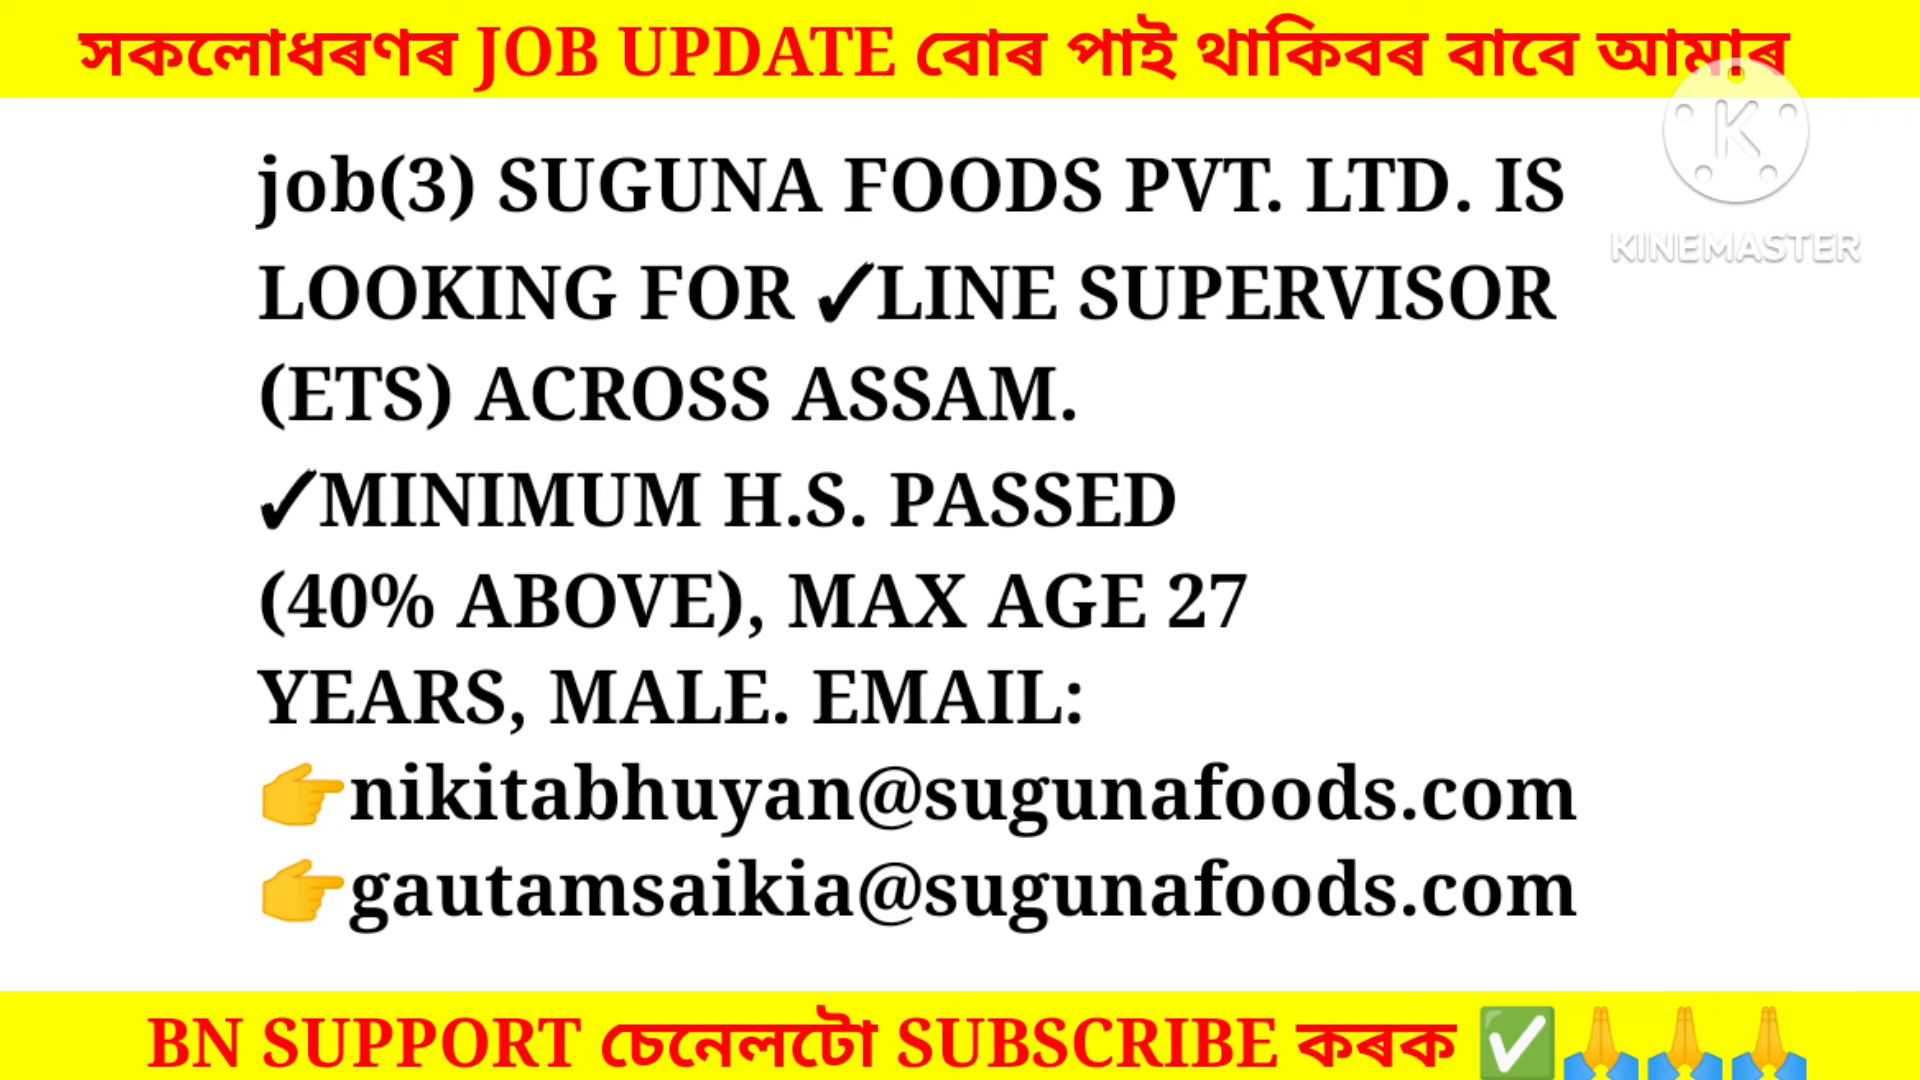 সকলোধৰণৰ JOB UPDATE বোৰ পাই থাকিবৰ বাবে আমাৰ
job(3) SUGUNA FOODS PVT. LTD. IS
LOOKING FOR ✓LINE SUPERVISOR
(ETS) ACROSS ASSAM.
✓MINIMUM H.S. PASSED
(40% ABOVE), MAX AGE 27
YEARS, MALE. EMAIL:
👉nikitabhuyan@sugunafoods.com
👉gautamsaikia@sugunafoods.com
BN SUPPORT চেনেলটো SUBSCRIBE কৰক ✅🙏🙏🙏
K
KINEMASTER